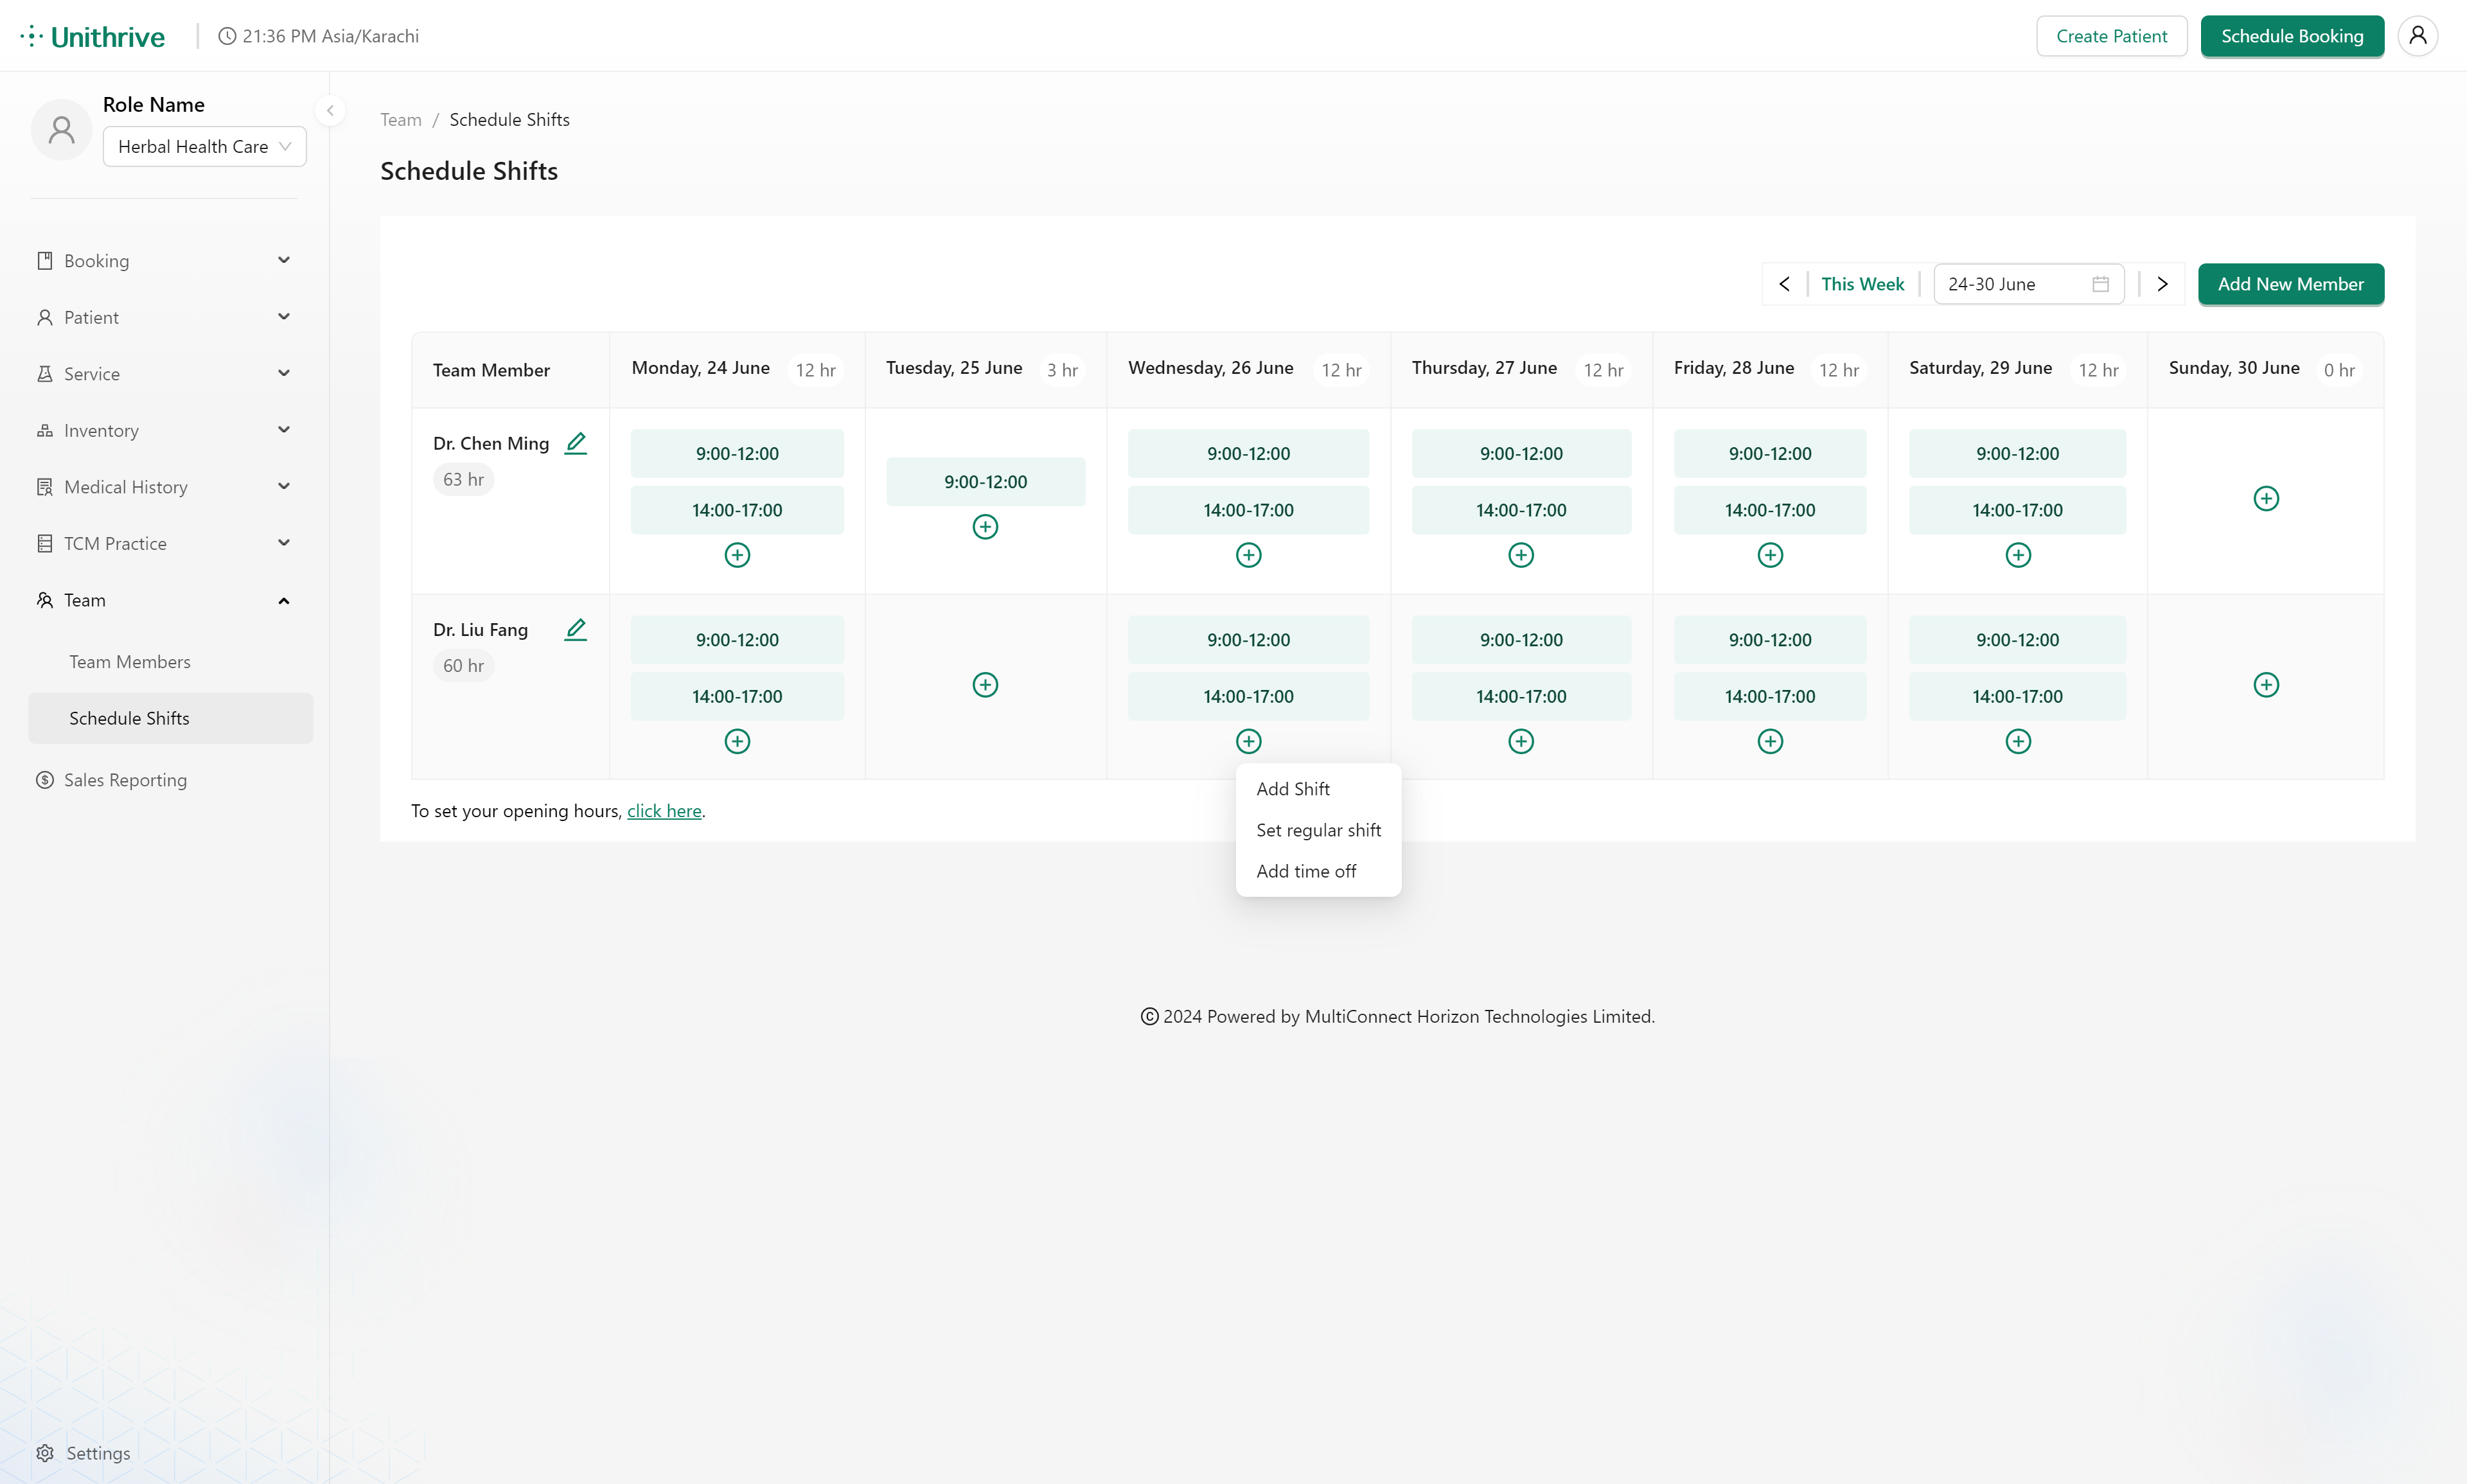 Unithrive
21:36 PM Asia/Karachi
Create Patient
Schedule Booking
Role Name
Herbal Health Care
Booking
Patient
Service
Inventory
Medical History
TCM Practice
Team
Team Members
Schedule Shifts
Sales Reporting
Settings
Team / Schedule Shifts
Schedule Shifts
This Week
24-30 June
Add New Member
Team Member
Monday, 24 June 12 hr
Tuesday, 25 June 3 hr
Wednesday, 26 June 12 hr
Thursday, 27 June 12 hr
Friday, 28 June 12 hr
Saturday, 29 June 12 hr
Sunday, 30 June 0 hr
Dr. Chen Ming
63 hr
9:00-12:00
14:00-17:00
9:00-12:00
9:00-12:00
14:00-17:00
9:00-12:00
14:00-17:00
9:00-12:00
14:00-17:00
9:00-12:00
14:00-17:00
Dr. Liu Fang
60 hr
9:00-12:00
14:00-17:00
9:00-12:00
14:00-17:00
9:00-12:00
14:00-17:00
9:00-12:00
14:00-17:00
9:00-12:00
14:00-17:00
Add Shift
Set regular shift
Add time off
To set your opening hours, click here.
© 2024 Powered by MultiConnect Horizon Technologies Limited.